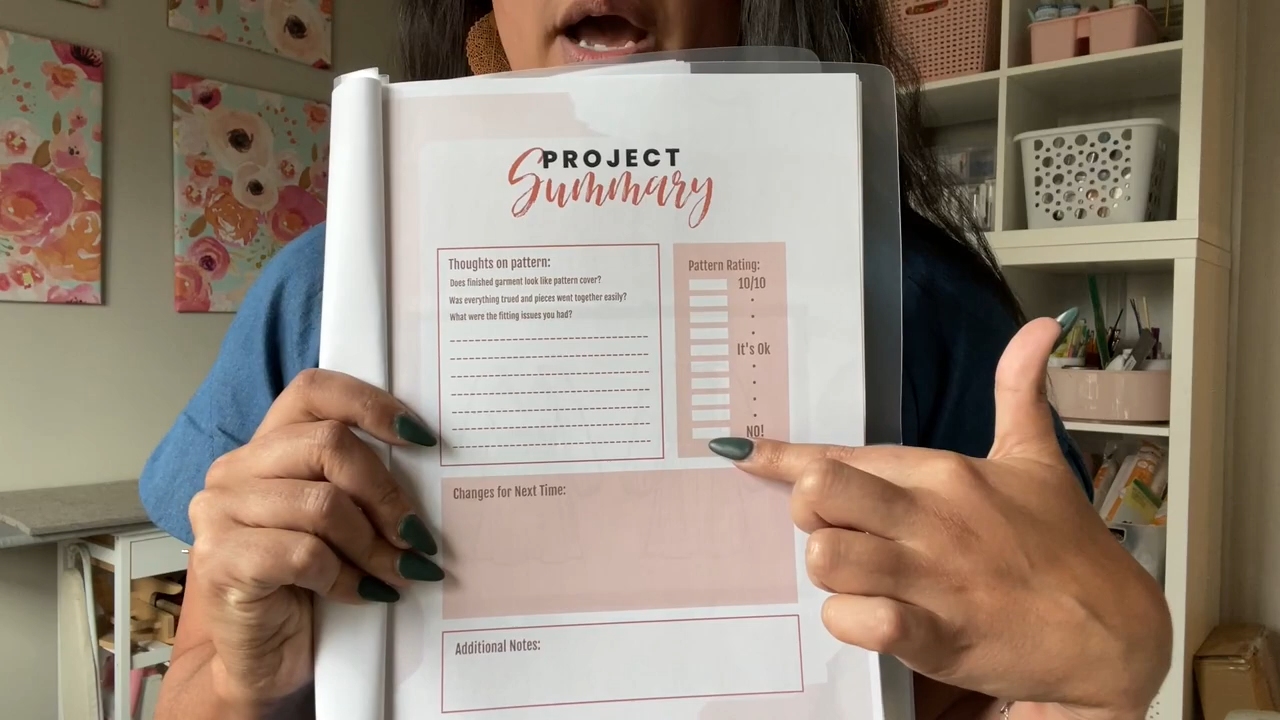 PROJECT
Summary
Thoughts on pattern:
Does finished garment look like pattern cover?
Was everything trued and pieces went together easily?
What were the fitting issues you had?
Pattern Rating:
10/10
It's Ok
NO!
Changes for Next Time:
Additional Notes: